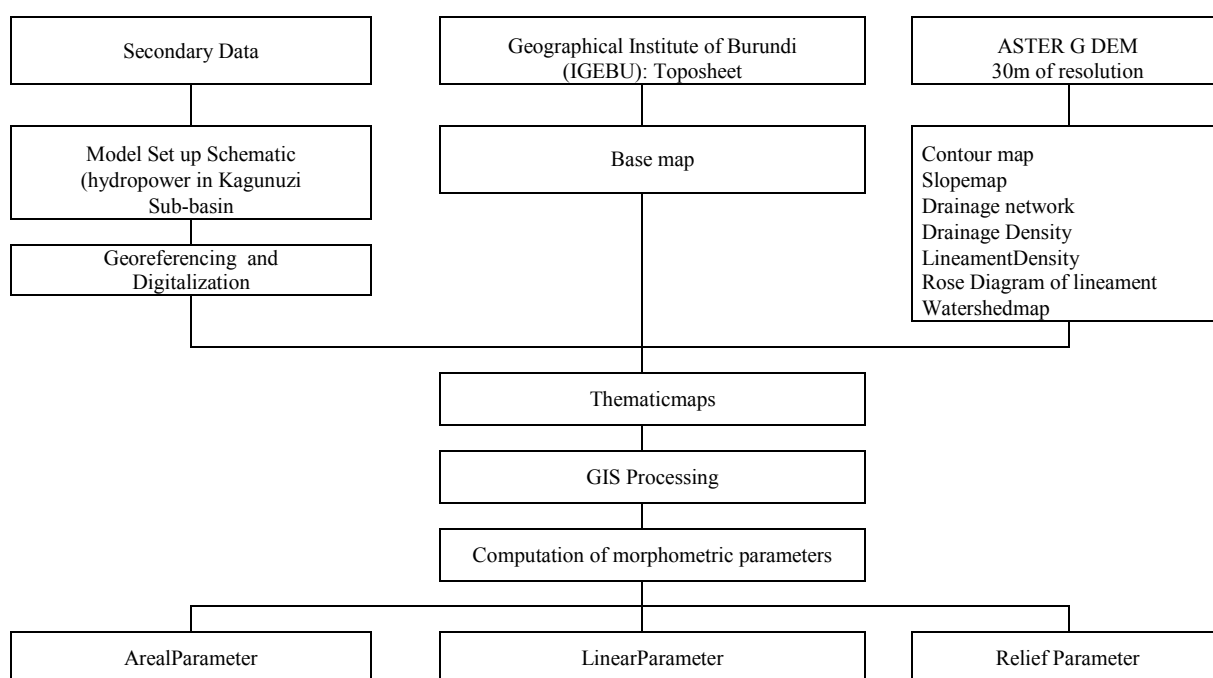 Secondary Data
Geographical Institute of Burundi
(IGEBU): Toposheet
ASTER G DEM
30m of resolution
Model Set up Schematic
(hydropower in Kagunuzi
Sub-basin
Base map
Contour map
Slopemap
Drainage network
Drainage Density
LineamentDensity
Rose Diagram of lineament
Watershedmap
Georeferencing and
Digitalization
Thematicmaps
GIS Processing
Computation of morphometric parameters
ArealParameter
LinearParameter
Relief Parameter